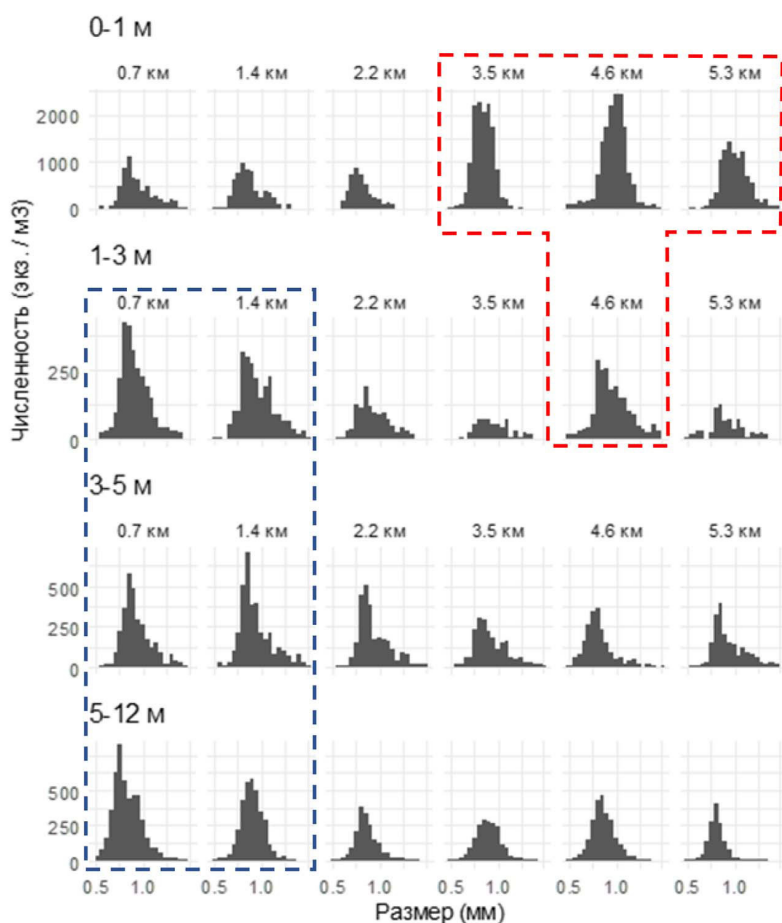 0-1 м
0.7 км 1.4 км 2.2 км 3.5 км 4.6 км 5.3 км
2000
1000
0
1-3 м
0.7 км 1.4 км 2.2 км 3.5 км 4.6 км 5.3 км
250
0
3-5 м
0.7 км 1.4 км 2.2 км 3.5 км 4.6 км 5.3 км
500
250
0
5-12 м
500
250
0
0.5 1.0 0.5 1.0 0.5 1.0 0.5 1.0 0.5 1.0 0.5 1.0
Размер (мм)
Численность (экз. / м3)